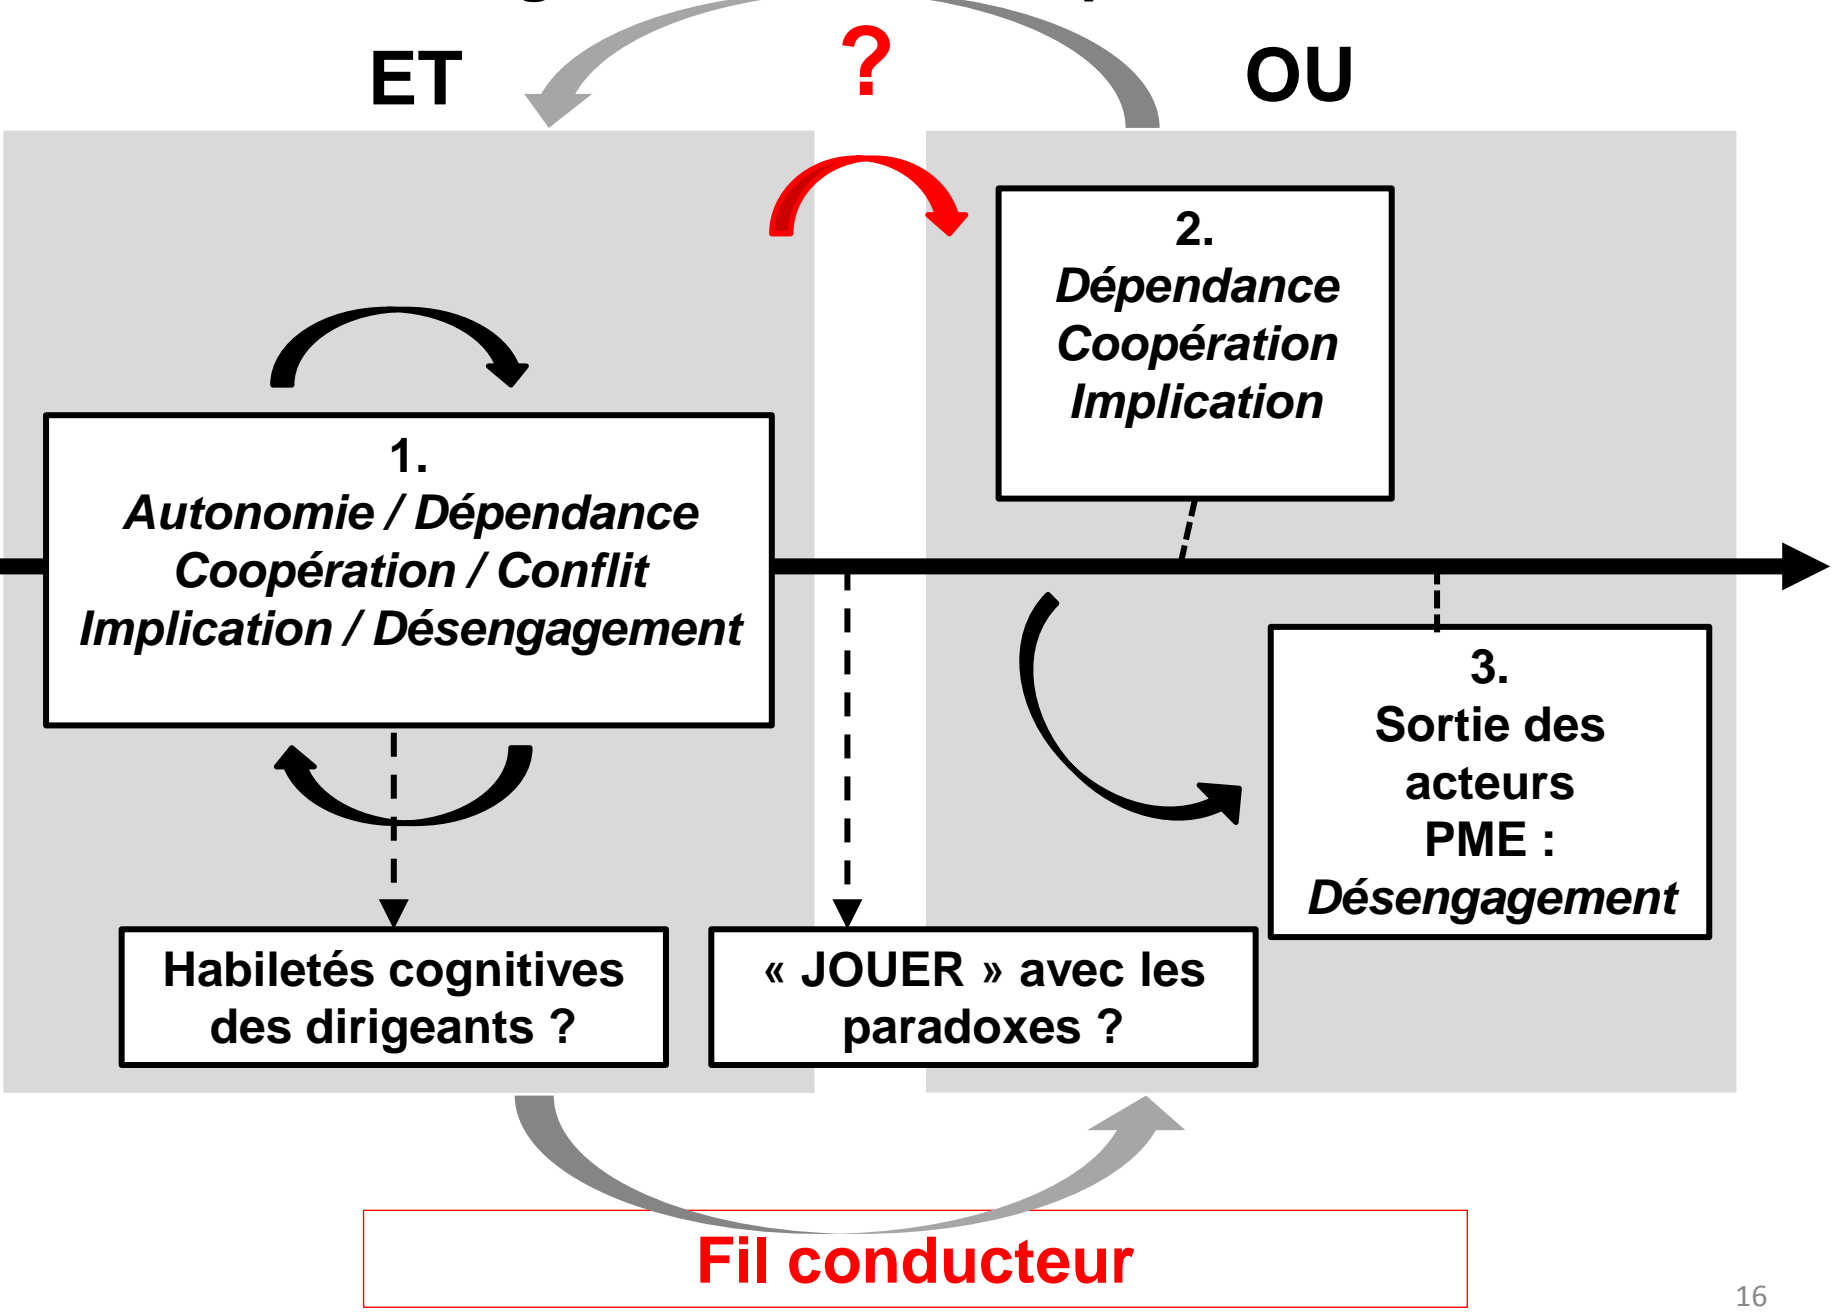 ET
?
OU
1.
Autonomie / Dépendance
Coopération / Conflit
Implication / Désengagement
2.
Dépendance
Coopération
Implication
3.
Sortie des
acteurs
PME :
Désengagement
Habiletés cognitives
des dirigeants ?
« JOUER » avec les
paradoxes ?
Fil conducteur
16